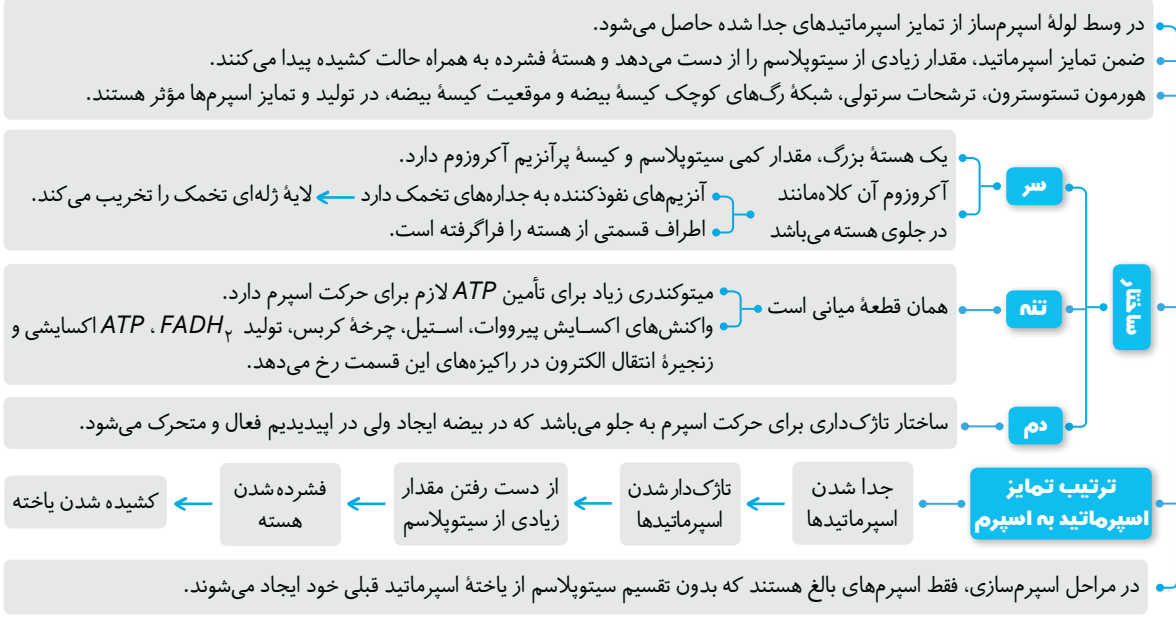 در وسط لولهٔ اسپرم‌ساز از تمایز اسپرماتیدهای جدا شده حاصل می‌شود.
ضمن تمایز اسپرماتید، مقدار زیادی از سیتوپلاسم را از دست می‌دهد و هستهٔ فشرده به همراه حالت کشیده پیدا می‌کنند.
هورمون تستوسترون، ترشحات سرتولی، شبکهٔ رگ‌های کوچک کیسهٔ بیضه و موقعیت کیسهٔ بیضه، در تولید و تمایز اسپرم‌ها مؤثر هستند.
ساختار
سر
یک هستهٔ بزرگ، مقدار کمی سیتوپلاسم و کیسهٔ پرآنزیم آکروزوم دارد.
آکروزوم آن کلاه‌مانند
در جلوی هسته می‌باشد
آنزیم‌های نفوذکننده به جدارهای تخمک دارد ← لایهٔ ژله‌ای تخمک را تخریب می‌کند.
اطراف قسمتی از هسته را فراگرفته است.
تنه
همان قطعهٔ میانی است
میتوکندری زیاد برای تأمین ATP لازم برای حرکت اسپرم دارد.
واکنش‌های اکسـایش پیرووات، اسـتیل، چرخهٔ کربس، تولید FADH₂ ، ATP اکسایشی و
زنجیرهٔ انتقال الکترون در راکیزه‌های این قسمت رخ می‌دهد.
دم
ساختار تاژک‌داری برای حرکت اسپرم به جلو می‌باشد که در بیضه ایجاد ولی در اپیدیدیم فعال و متحرک می‌شود.
ترتیب تمایز
اسپرماتید به اسپرم
جدا شدن
اسپرماتیدها
←
تاژک‌دار شدن
اسپرماتیدها
←
از دست رفتن مقدار
زیادی از سیتوپلاسم
←
فشرده شدن
هسته
←
کشیده شدن یاخته
در مراحل اسپرم‌سازی، فقط اسپرم‌های بالغ هستند که بدون تقسیم سیتوپلاسم از یاختهٔ اسپرماتید قبلی خود ایجاد می‌شوند.